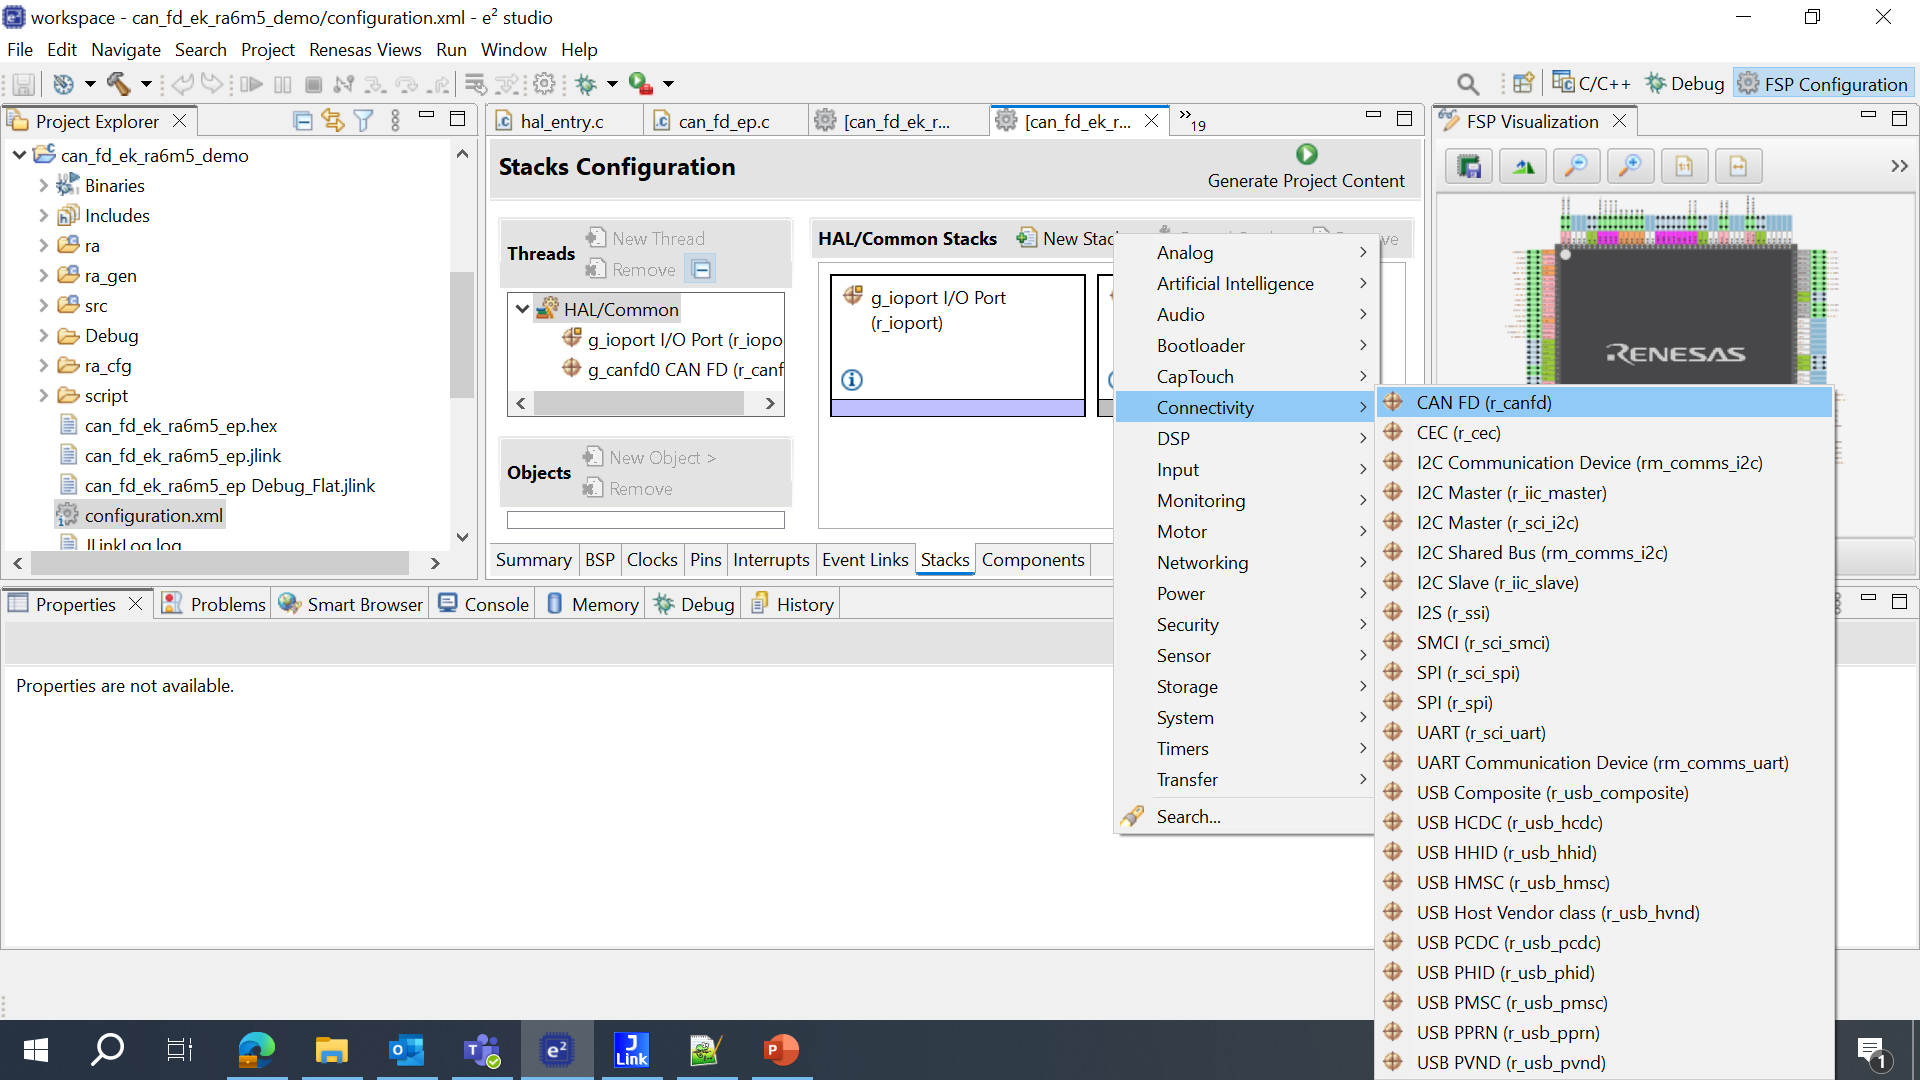 workspace - can_fd_ek_ra6m5_demo/configuration.xml - e² studio
File Edit Navigate Search Project Renesas Views Run Window Help
C/C++ Debug FSP Configuration
Project Explorer
hal_entry.c
can_fd_ep.c
[can_fd_ek_r...
[can_fd_ek_r...
19
FSP Visualization
can_fd_ek_ra6m5_demo
Binaries
Includes
ra
ra_gen
src
Debug
ra_cfg
script
can_fd_ek_ra6m5_ep.hex
can_fd_ek_ra6m5_ep.jlink
can_fd_ek_ra6m5_ep Debug_Flat.jlink
configuration.xml
JLinkLog.log
Stacks Configuration
Generate Project Content
Threads
New Thread
Remove
HAL/Common
g_ioport I/O Port (r_iopo
g_canfd0 CAN FD (r_canf
Objects
New Object >
Remove
HAL/Common Stacks
New Stac
g_ioport I/O Port
(r_ioport)
Summary BSP Clocks Pins Interrupts Event Links Stacks Components
RENESAS
1:1
Analog
Artificial Intelligence
Audio
Bootloader
CapTouch
Connectivity
DSP
Input
Monitoring
Motor
Networking
Power
Security
Sensor
Storage
System
Timers
Transfer
Search...
CAN FD (r_canfd)
CEC (r_cec)
I2C Communication Device (rm_comms_i2c)
I2C Master (r_iic_master)
I2C Master (r_sci_i2c)
I2C Shared Bus (rm_comms_i2c)
I2C Slave (r_iic_slave)
I2S (r_ssi)
SMCI (r_sci_smci)
SPI (r_sci_spi)
SPI (r_spi)
UART (r_sci_uart)
UART Communication Device (rm_comms_uart)
USB Composite (r_usb_composite)
USB HCDC (r_usb_hcdc)
USB HHID (r_usb_hhid)
USB HMSC (r_usb_hmsc)
USB Host Vendor class (r_usb_hvnd)
USB PCDC (r_usb_pcdc)
USB PHID (r_usb_phid)
USB PMSC (r_usb_pmsc)
USB PPRN (r_usb_pprn)
USB PVND (r_usb_pvnd)
Properties
Problems
Smart Browser
Console
Memory
Debug
History
Properties are not available.
e²
J
Link
P
1